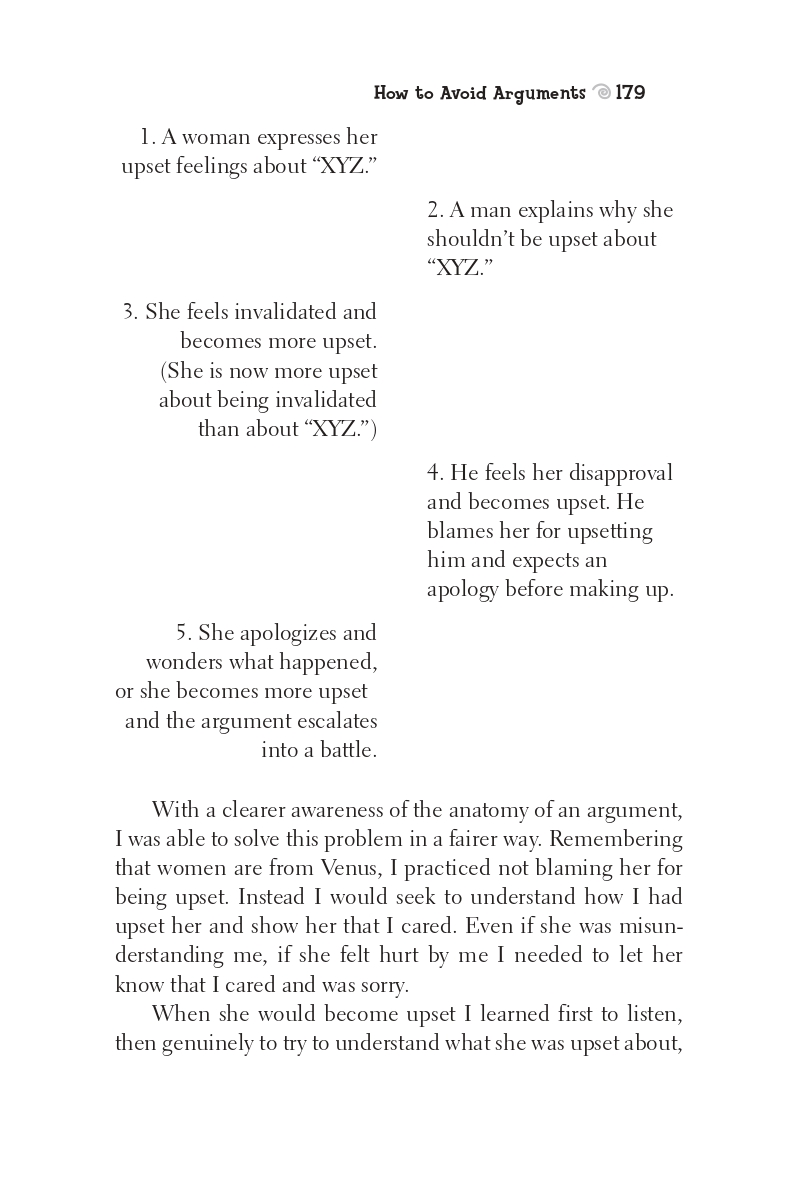 How to Avoid Arguments 179
1. A woman expresses her
upset feelings about “XYZ.”
2. A man explains why she
shouldn’t be upset about
“XYZ.”
3. She feels invalidated and
becomes more upset.
(She is now more upset
about being invalidated
than about “XYZ.”)
4. He feels her disapproval
and becomes upset. He
blames her for upsetting
him and expects an
apology before making up.
5. She apologizes and
wonders what happened,
or she becomes more upset
and the argument escalates
into a battle.
With a clearer awareness of the anatomy of an argument,
I was able to solve this problem in a fairer way. Remembering
that women are from Venus, I practiced not blaming her for
being upset. Instead I would seek to understand how I had
upset her and show her that I cared. Even if she was misun-
derstanding me, if she felt hurt by me I needed to let her
know that I cared and was sorry.
When she would become upset I learned first to listen,
then genuinely to try to understand what she was upset about,